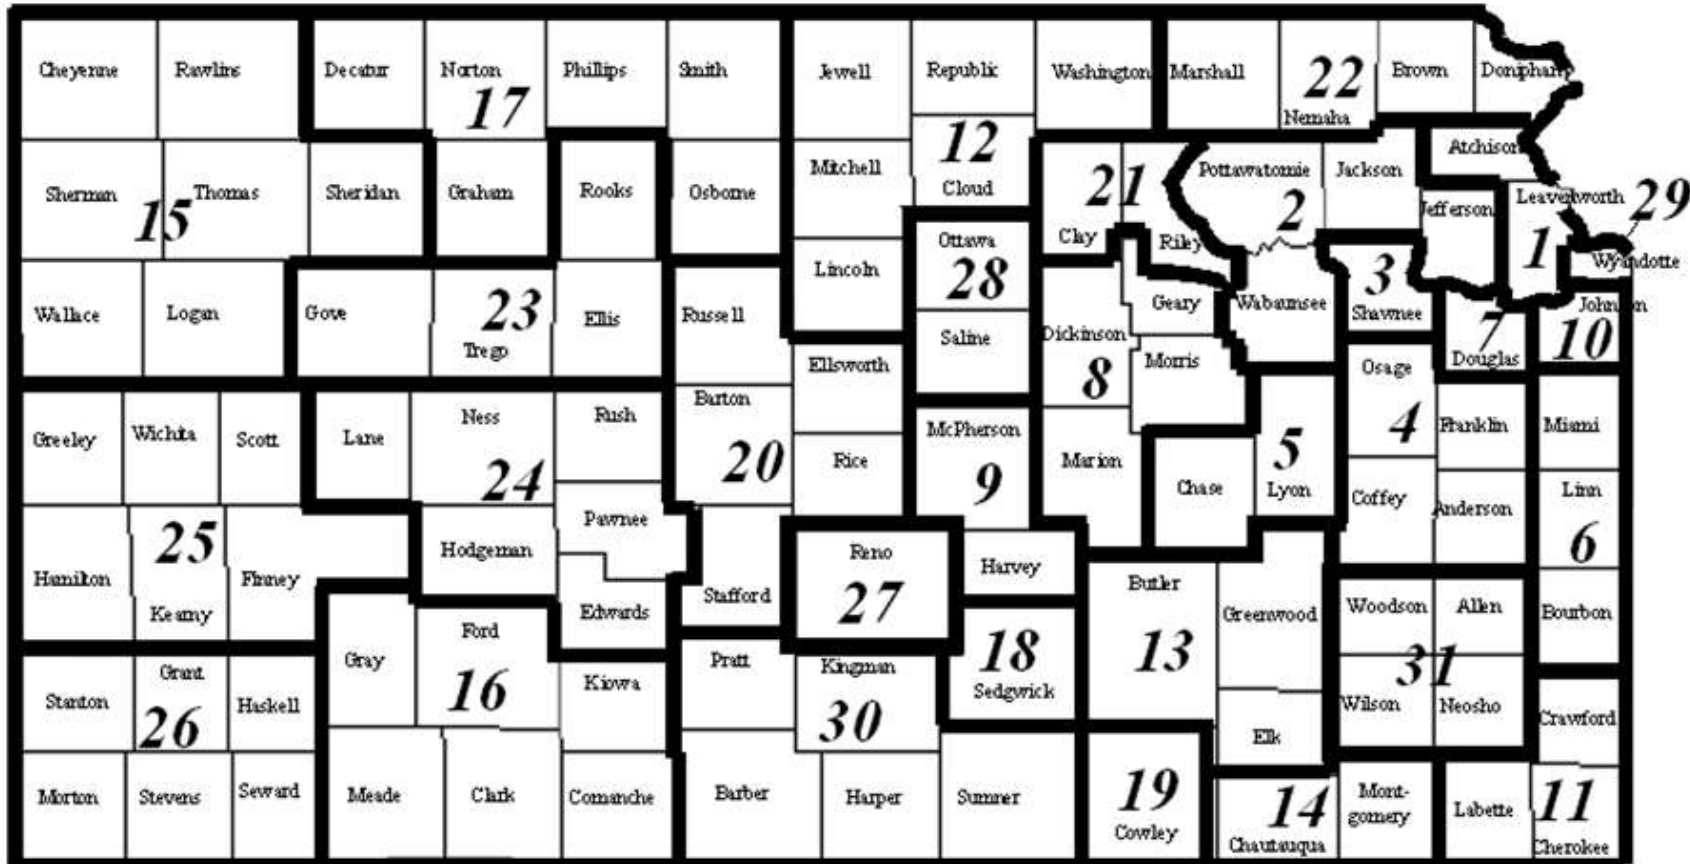 Cheyenne Rawlins Decatur Norton Phillips Smith Jewell Republic Washington Marshall 22 Brown Doniphan
17 Nemaha
12 Atchison
Sherman Thomas Sheridan Graham Rooks Osborne Mitchell Cloud 21 Pottawatomie Jackson
15 2 Jefferson Leavenworth 29
Clay Riley
Ottawa 1
Wallace Logan Gove 23 Ellis Russell Lincoln 28 Geary Wabaunsee 3 Wyandotte
Trego Saline Dickinson Shawnee 7 Johnson
Ellsworth 8 Morris Osage Douglas 10
Greeley Wichita Scott Lane Ness Rush Barton McPherson 4 Franklin Miami
24 20 Rice 9 Marion Chase 5 Lyon Coffey Anderson Linn
25 Hodgeman Pawnee Reno Harvey 6
Hamilton Kearny Finney Edwards Stafford 27 Butler Greenwood Woodson Allen Bourbon
Stanton Grant Haskell Gray Ford Kiowa Pratt Kingman 18 13 31
26 16 30 Sedgwick Elk Wilson Neosho Crawford
Morton Stevens Seward Meade Clark Comanche Barber Harper Sumner 19 14 Mont-
gomery Labette 11
Cowley Chautauqua Cherokee